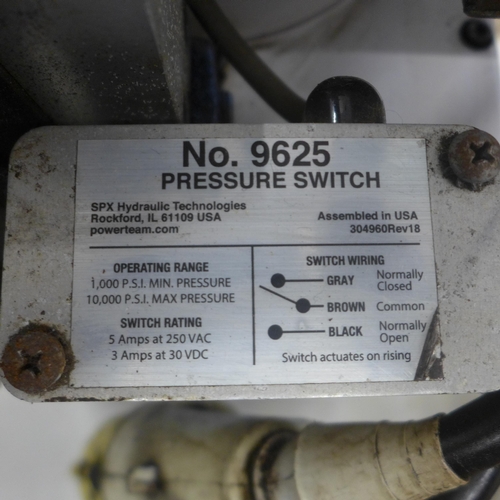 No. 9625
PRESSURE SWITCH
SPX Hydraulic Technologies
Rockford, IL 61109 USA
powerteam.com
Assembled in USA
304960Rev18
OPERATING RANGE
1,000 P.S.I. MIN. PRESSURE
10,000 P.S.I. MAX PRESSURE
SWITCH RATING
5 Amps at 250 VAC
3 Amps at 30 VDC
SWITCH WIRING
GRAY Normally Closed
BROWN Common
BLACK Normally Open
Switch actuates on rising